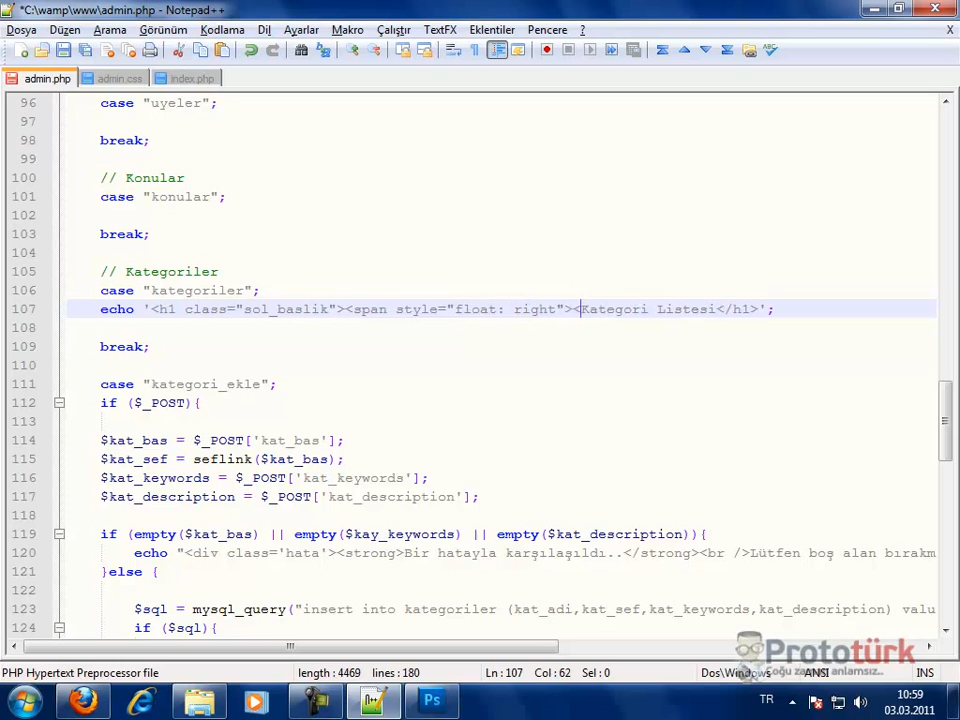 *C:\wamp\www\admin.php - Notepad++
Dosya Düzen Arama Görünüm Kodlama Dil Ayarlar Makro Çalıştır TextFX Eklentiler Pencere ? X
admin.php admin.css index.php
96 case "uyeler";
97
98 break;
99
100 // Konular
101 case "konular";
102
103 break;
104
105 // Kategoriler
106 case "kategoriler";
107 echo '<h1 class="sol_baslik"><span style="float: right"><Kategori Listesi</h1>';
108
109 break;
110
111 case "kategori_ekle";
112 if ($_POST){
113
114 $kat_bas = $_POST['kat_bas'];
115 $kat_sef = seflink($kat_bas);
116 $kat_keywords = $_POST['kat_keywords'];
117 $kat_description = $_POST['kat_description'];
118
119 if (empty($kat_bas) || empty($kay_keywords) || empty($kat_description)){
120 echo "<div class='hata'><strong>Bir hatayla karşılaşıldı..</strong><br />Lütfen boş alan bırakm
121 }else {
122
123 $sql = mysql_query("insert into kategoriler (kat_adi,kat_sef,kat_keywords,kat_description) valu
124 if ($sql){
Prototürk
Çoğu zaman anlamsız..
PHP Hypertext Preprocessor file length : 4469 lines : 180 Ln : 107 Col : 62 Sel : 0 Dos\Windows ANSI INS
Ps TR 10:59
03.03.2011